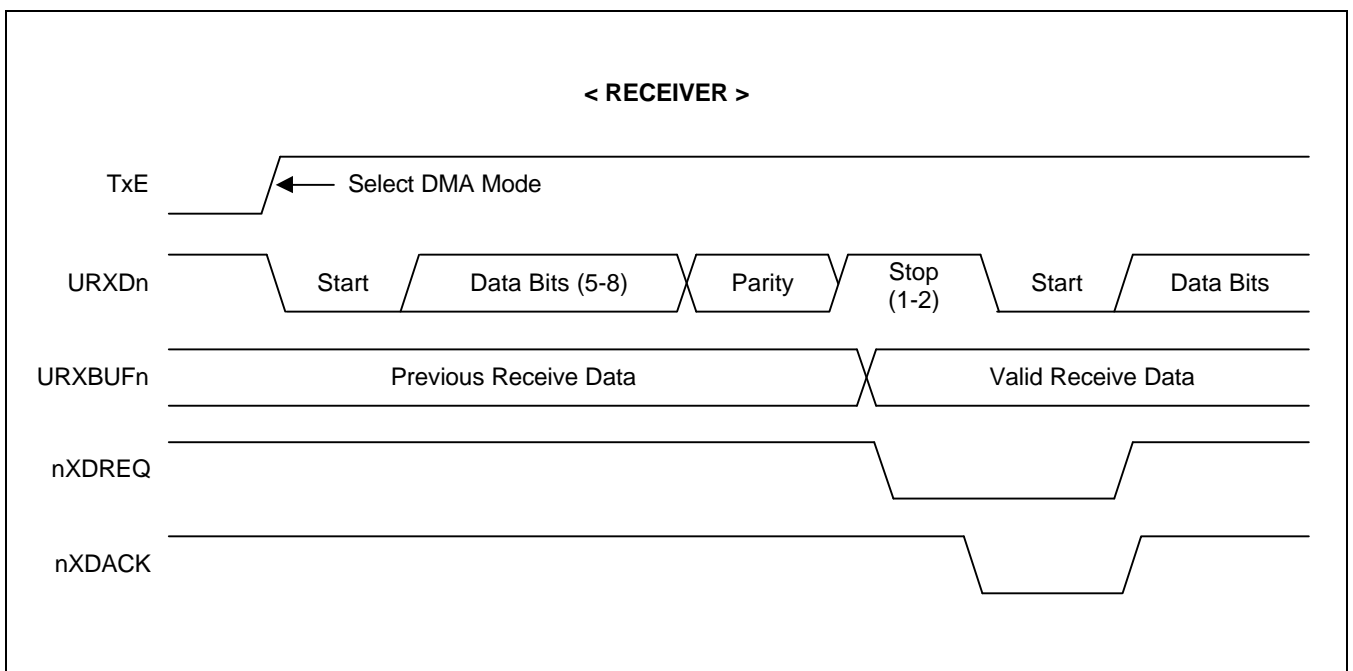 < RECEIVER >
TxE
Select DMA Mode
URXDn
Start
Data Bits (5-8)
Parity
Stop
(1-2)
Start
Data Bits
URXBUFn
Previous Receive Data
Valid Receive Data
nXDREQ
nXDACK